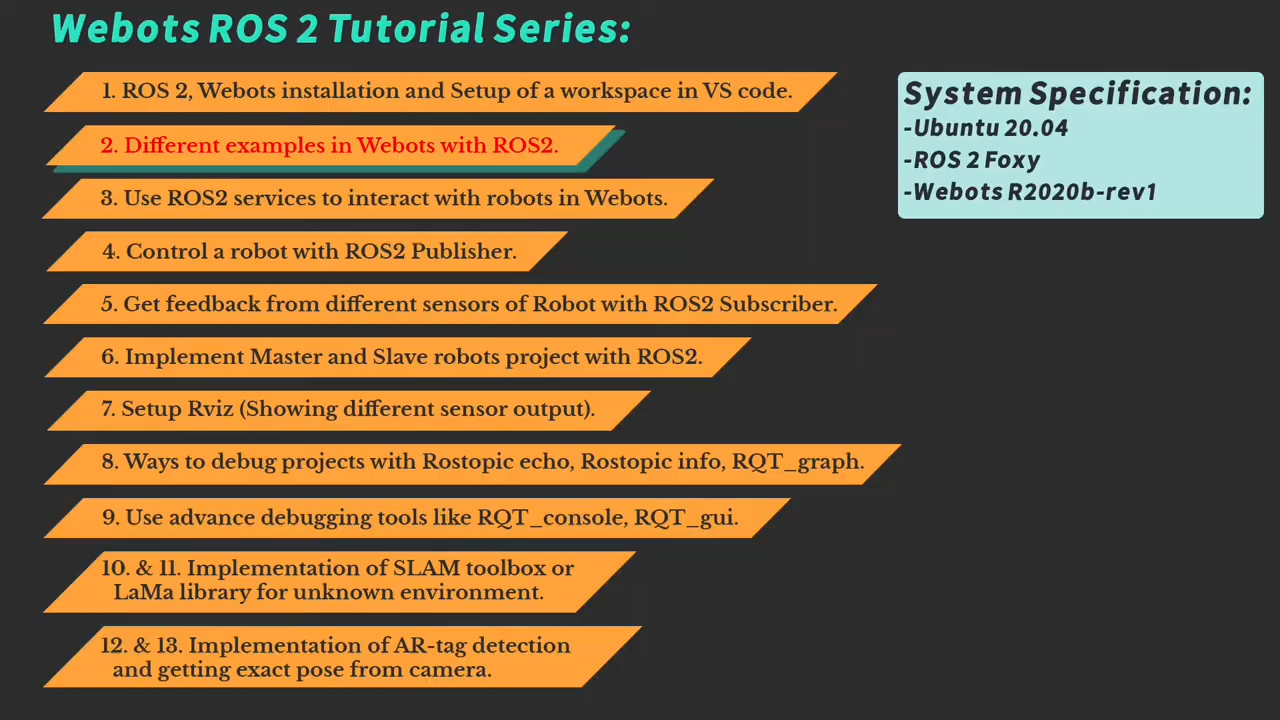 Webots ROS 2 Tutorial Series:
1. ROS 2, Webots installation and Setup of a workspace in VS code.
2. Different examples in Webots with ROS2.
3. Use ROS2 services to interact with robots in Webots.
4. Control a robot with ROS2 Publisher.
5. Get feedback from different sensors of Robot with ROS2 Subscriber.
6. Implement Master and Slave robots project with ROS2.
7. Setup Rviz (Showing different sensor output).
8. Ways to debug projects with Rostopic echo, Rostopic info, RQT_graph.
9. Use advance debugging tools like RQT_console, RQT_gui.
10. & 11. Implementation of SLAM toolbox or
LaMa library for unknown environment.
12. & 13. Implementation of AR-tag detection
and getting exact pose from camera.
System Specification:
-Ubuntu 20.04
-ROS 2 Foxy
-Webots R2020b-rev1